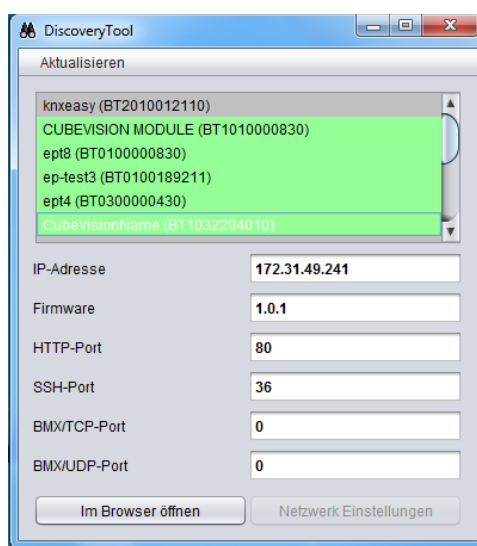 DiscoveryTool
Aktualisieren
knxeasy (BT2010012110)
CUBEVISION MODULE (BT1010000830)
ept8 (BT0100000830)
ep-test3 (BT0100189211)
ept4 (BT0300000430)
CubeVisionName (BT1032294010)
IP-Adresse 172.31.49.241
Firmware 1.0.1
HTTP-Port 80
SSH-Port 36
BMX/TCP-Port 0
BMX/UDP-Port 0
Im Browser öffnen Netzwerk Einstellungen